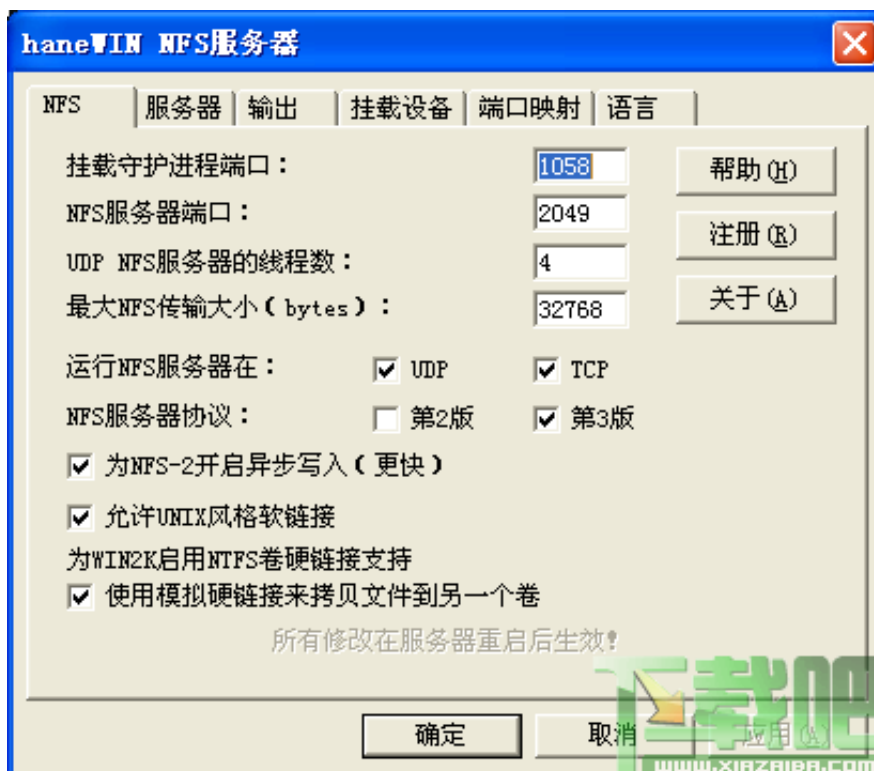 haneWIN NFS服务器
NFS 服务器 输出 挂载设备 端口映射 语言
挂载守护进程端口： 1058 帮助(H)
NFS服务器端口： 2049
注册(R)
UDP NFS服务器的线程数： 4
最大NFS传输大小（bytes）： 32768 关于(A)
运行NFS服务器在： UDP TCP
NFS服务器协议： 第2版 第3版
为NFS-2开启异步写入（更快）
允许UNIX风格软链接
为WIN2K启用NTFS卷硬链接支持
使用模拟硬链接来拷贝文件到另一个卷
所有修改在服务器重启后生效!
确定 取消 应用(A)
下载吧
www.xiazaiba.com